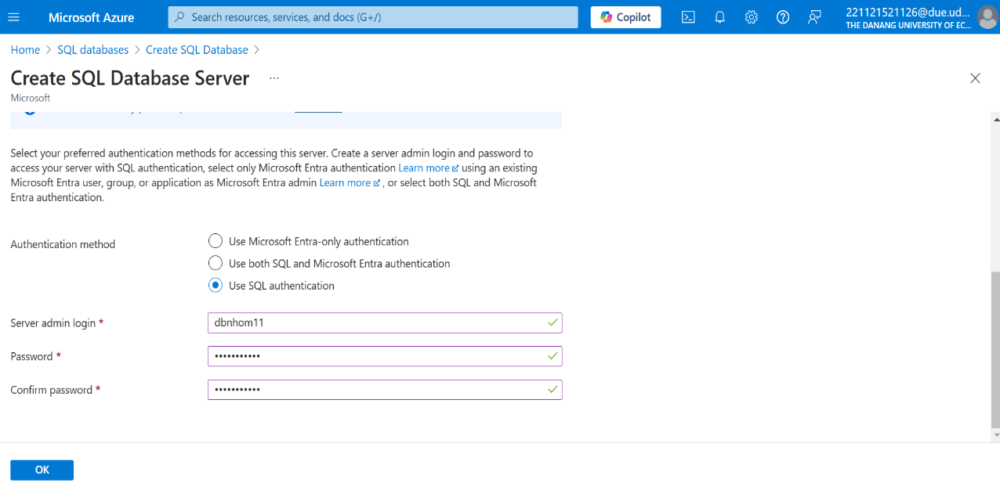 Microsoft Azure
Search resources, services, and docs (G+/)
Copilot
221121521126@due.ud...
THE DANANG UNIVERSITY OF EC...
Home > SQL databases > Create SQL Database >
Create SQL Database Server ...
Microsoft
Select your preferred authentication methods for accessing this server. Create a server admin login and password to
access your server with SQL authentication, select only Microsoft Entra authentication Learn more using an existing
Microsoft Entra user, group, or application as Microsoft Entra admin Learn more , or select both SQL and Microsoft
Entra authentication.
Authentication method
Use Microsoft Entra-only authentication
Use both SQL and Microsoft Entra authentication
Use SQL authentication
Server admin login *
dbnhom11
Password *
•••••••••••
Confirm password *
•••••••••••
OK